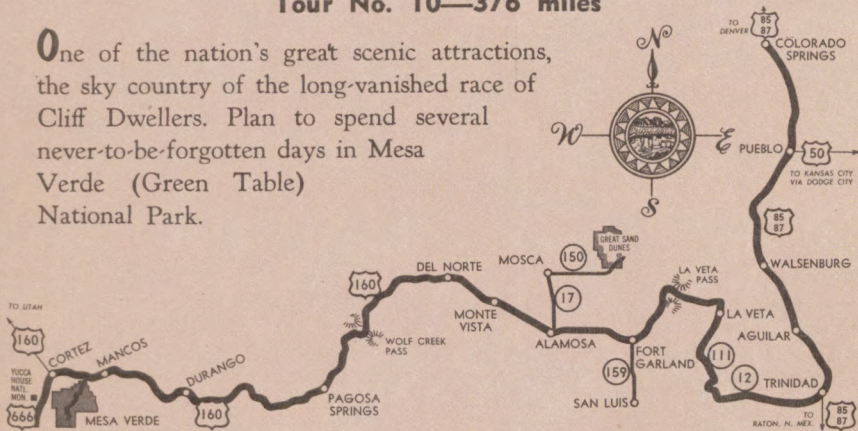 Tour No. 10—376 miles
One of the nation's great scenic attractions,
the sky country of the long-vanished race of
Cliff Dwellers. Plan to spend several
never-to-be-forgotten days in Mesa
Verde (Green Table)
National Park.
N
W
E
S
TO
DENVER
85
87
COLORADO
SPRINGS
PUEBLO
50
TO KANSAS CITY
VIA DODGE CITY
85
87
WALSENBURG
AGUILAR
TRINIDAD
TO
RATON, N. MEX.
85
87
12
111
LA VETA
LA VETA
PASS
FORT
GARLAND
159
SAN LUIS
GREAT SAND
DUNES
150
MOSCA
17
ALAMOSA
MONTE
VISTA
DEL NORTE
160
WOLF CREEK
PASS
PAGOSA
SPRINGS
160
DURANGO
MANCOS
CORTEZ
TO UTAH
160
YUCCA
HOUSE
NATL.
MON.
666
MESA VERDE